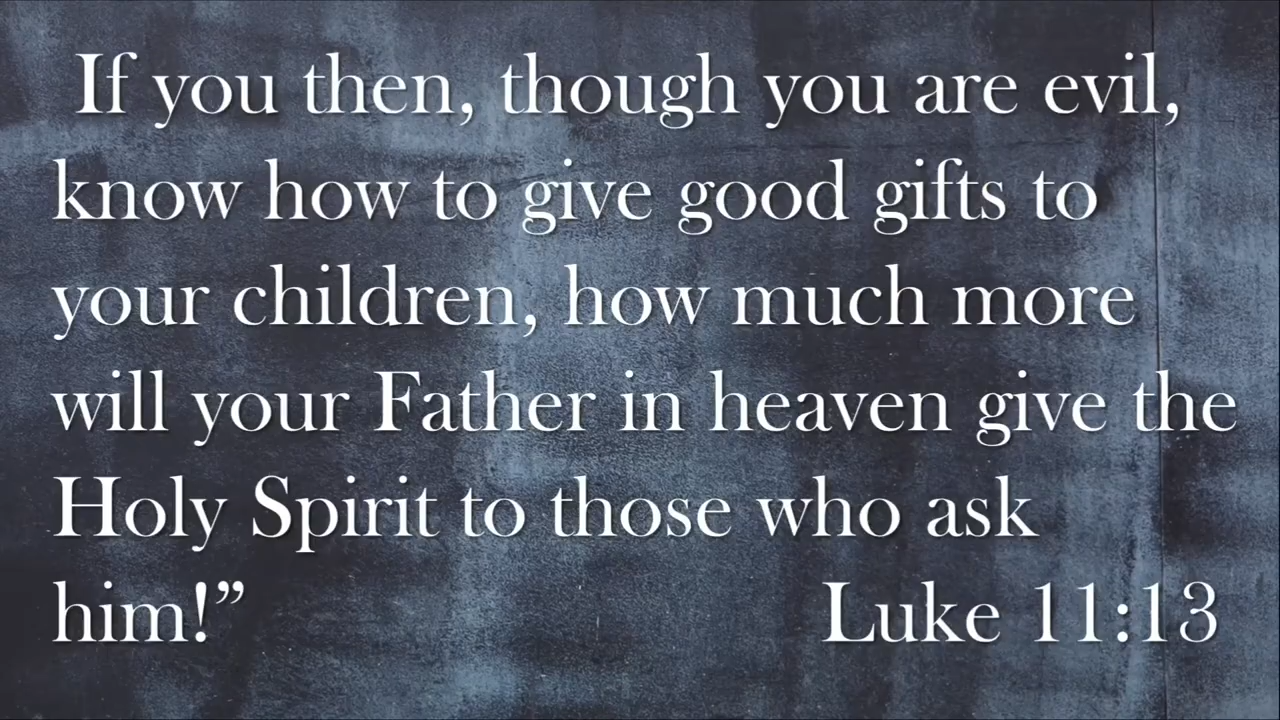 If you then, though you are evil,
know how to give good gifts to
your children, how much more
will your Father in heaven give the
Holy Spirit to those who ask
him!” Luke 11:13